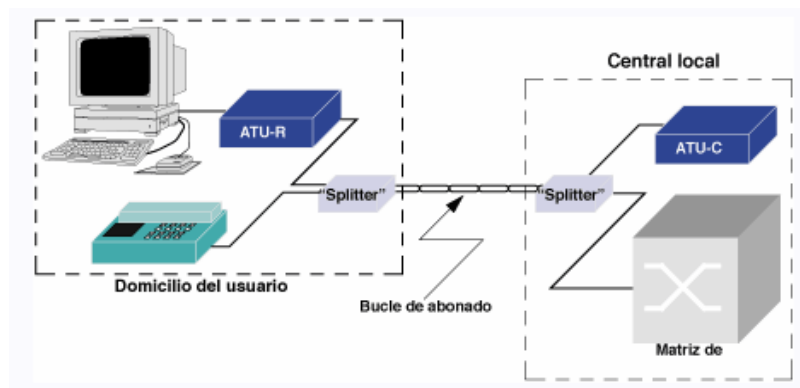 Central local
ATU-R
ATU-C
"Splitter"
"Splitter"
Domicilio del usuario
Bucle de abonado
Matriz de